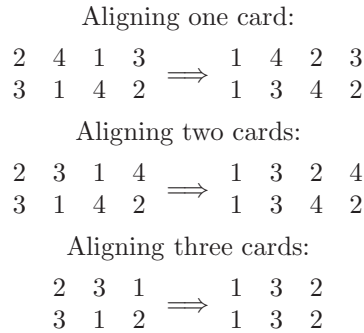 Aligning one card:
2 4 1 3 ⟹ 1 4 2 3
3 1 4 2 1 3 4 2
Aligning two cards:
2 3 1 4 ⟹ 1 3 2 4
3 1 4 2 1 3 4 2
Aligning three cards:
2 3 1 ⟹ 1 3 2
3 1 2 1 3 2